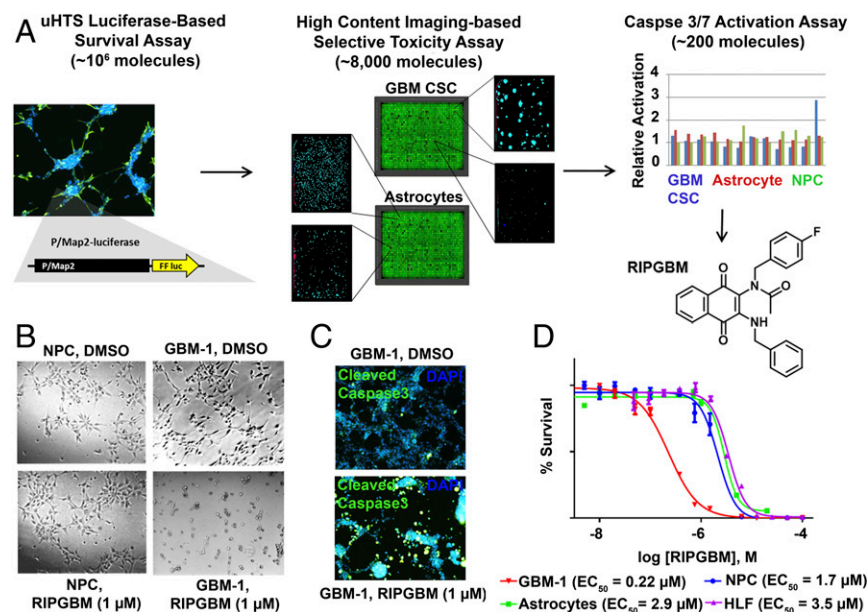 A
uHTS Luciferase-Based
Survival Assay
(~10⁶ molecules)
P/Map2-luciferase
P/Map2
FF luc
High Content Imaging-based
Selective Toxicity Assay
(~8,000 molecules)
GBM CSC
Astrocytes
Caspse 3/7 Activation Assay
(~200 molecules)
Relative Activation
4
3
2
1
0
GBM
CSC
Astrocyte
NPC
RIPGBM
F
O
N
O
O
NH
B
NPC, DMSO
GBM-1, DMSO
NPC,
RIPGBM (1 µM)
GBM-1,
RIPGBM (1 µM)
C
GBM-1, DMSO
Cleaved
Caspase3
DAPI
Cleaved
Caspase3
DAPI
GBM-1, RIPGBM (1 µM)
D
% Survival
-8
-6
-4
log [RIPGBM], M
GBM-1 (EC₅₀ = 0.22 µM)
NPC (EC₅₀ = 1.7 µM)
Astrocytes (EC₅₀ = 2.9 µM)
HLF (EC₅₀ = 3.5 µM)